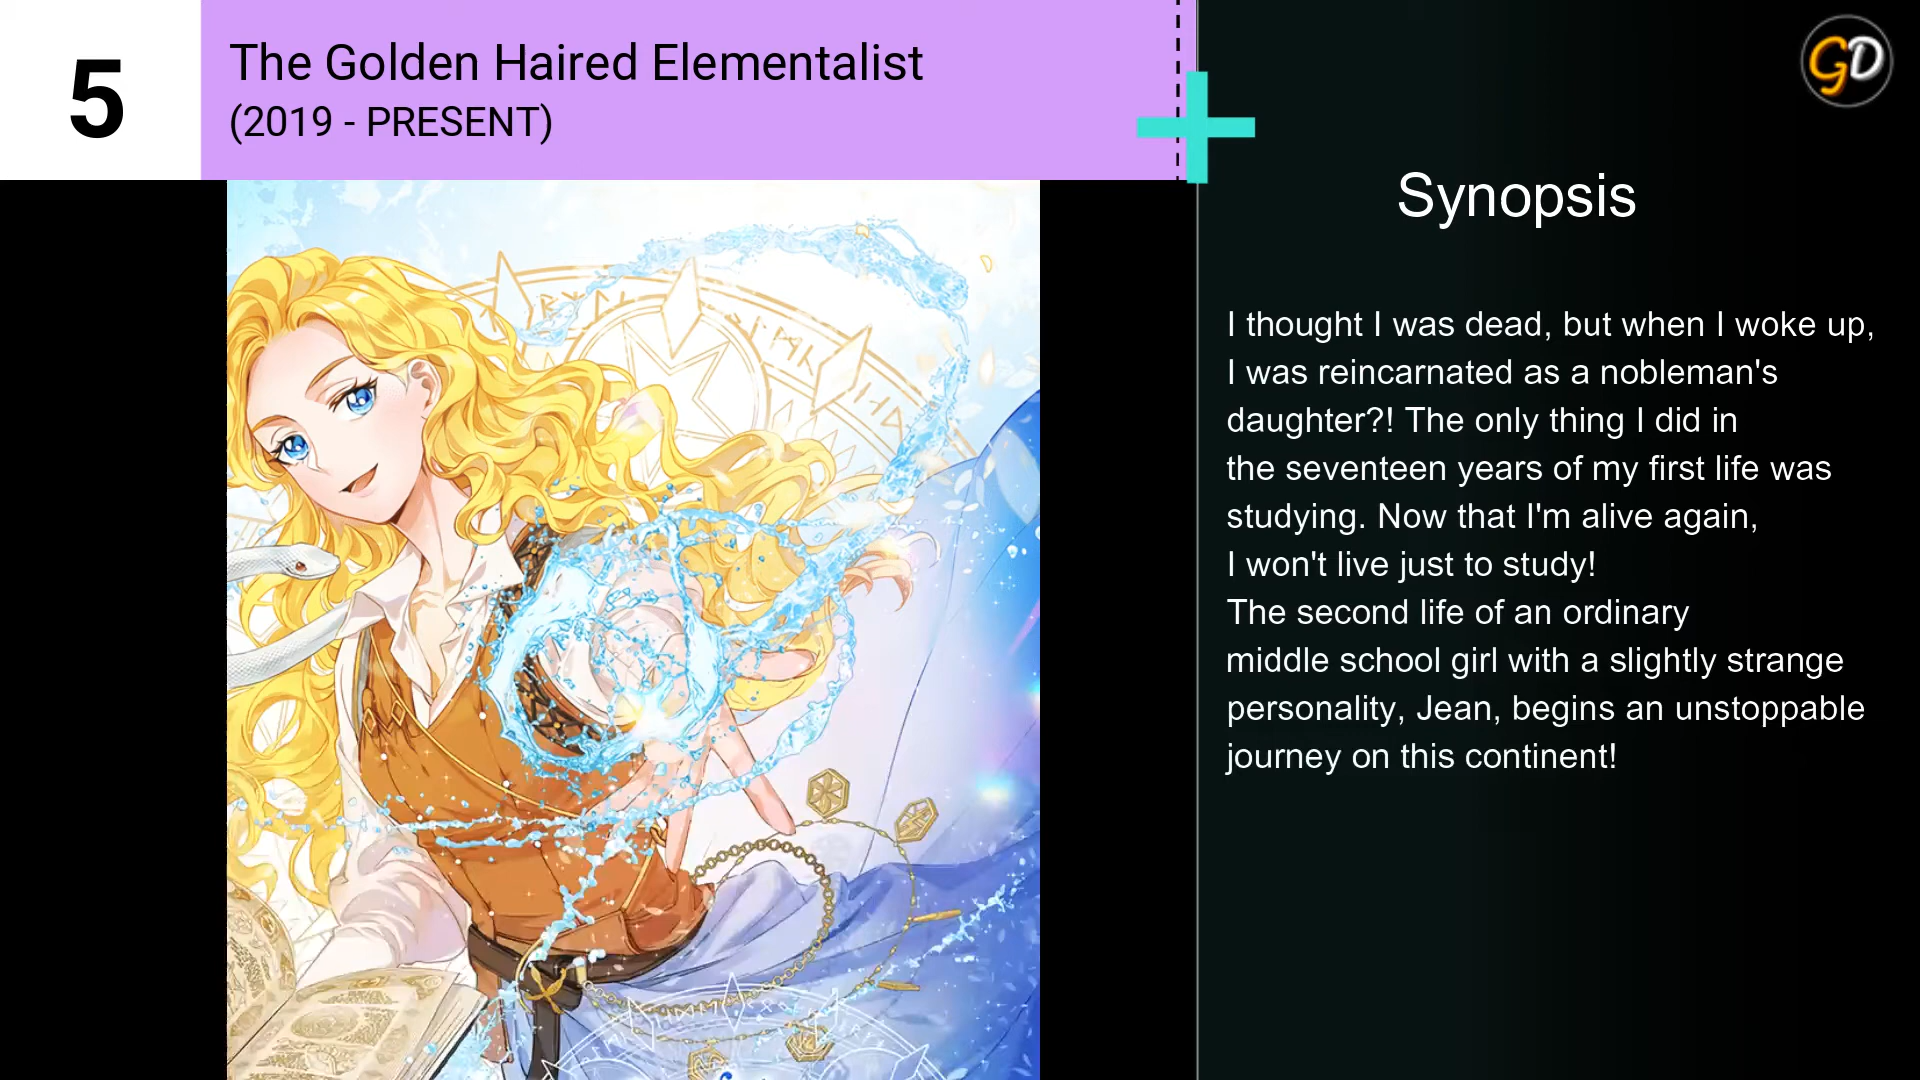 5
The Golden Haired Elementalist
(2019 - PRESENT)
GD
Synopsis
I thought I was dead, but when I woke up,
I was reincarnated as a nobleman's
daughter?! The only thing I did in
the seventeen years of my first life was
studying. Now that I'm alive again,
I won't live just to study!
The second life of an ordinary
middle school girl with a slightly strange
personality, Jean, begins an unstoppable
journey on this continent!